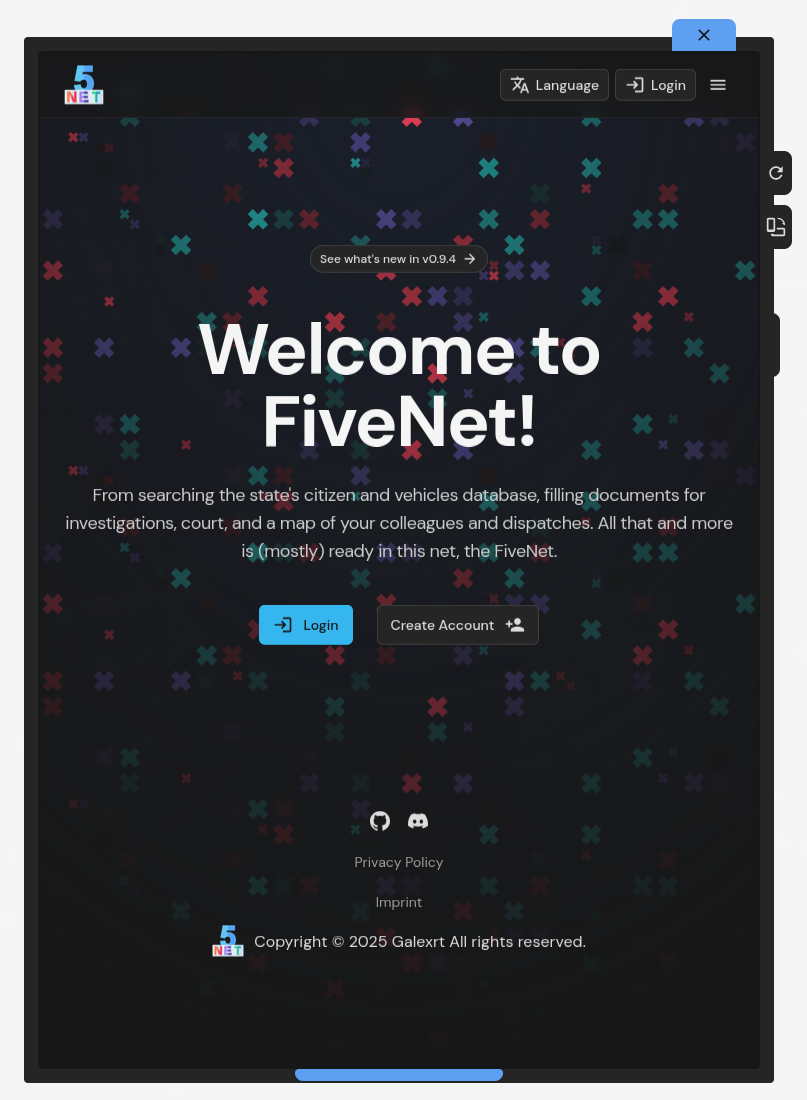 5
NET
Language
Login
See what's new in v0.9.4
Welcome to
FiveNet!
From searching the state's citizen and vehicles database, filling documents for
investigations, court, and a map of your colleagues and dispatches. All that and more
is (mostly) ready in this net, the FiveNet.
Login
Create Account
Privacy Policy
Imprint
5
NET
Copyright © 2025 Galexrt All rights reserved.